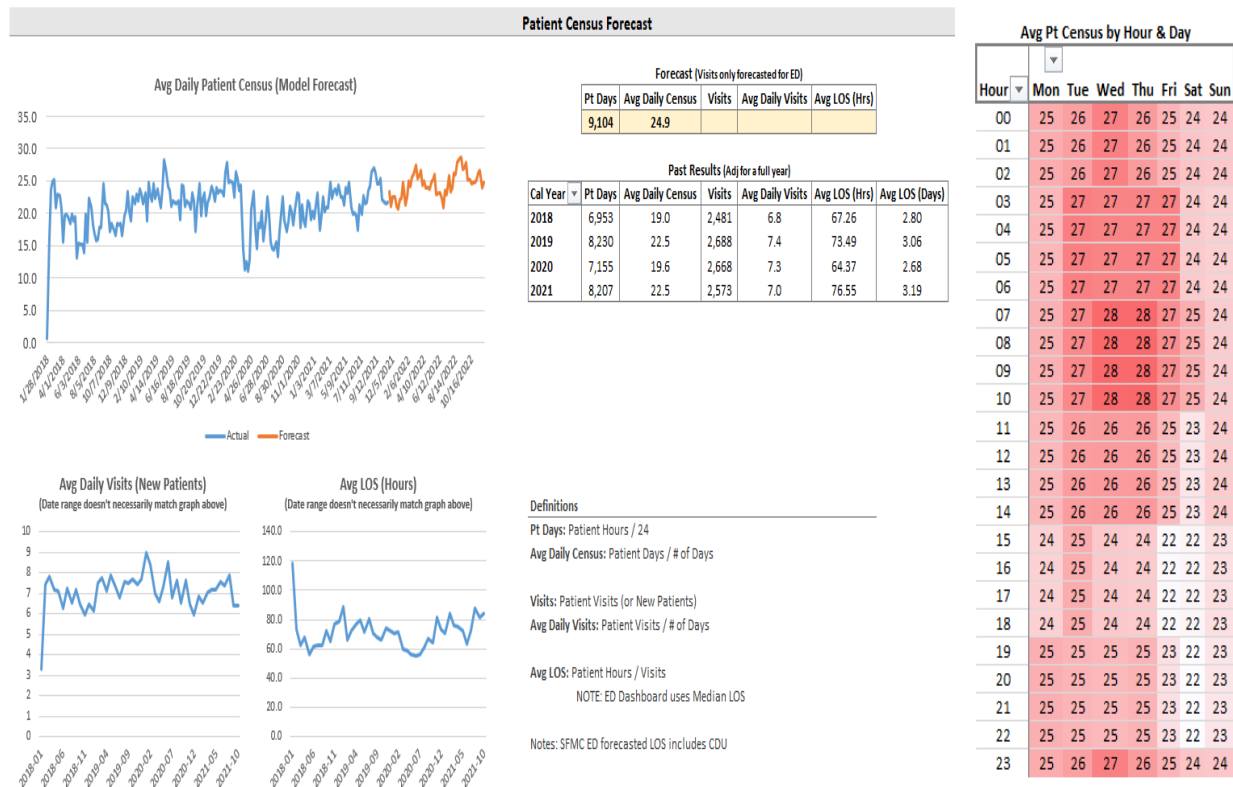 Patient Census Forecast
Avg Daily Patient Census (Model Forecast)
35.0
30.0
25.0
20.0
15.0
10.0
5.0
0.0
1/28/2018 4/1/2018 6/3/2018 8/5/2018 10/7/2018 12/9/2018 2/10/2019 4/14/2019 6/16/2019 8/18/2019 10/20/2019 12/22/2019 2/23/2020 4/26/2020 6/28/2020 8/30/2020 11/1/2020 1/3/2021 3/7/2021 5/9/2021 7/11/2021 9/12/2021 12/5/2021 2/6/2022 4/10/2022 6/12/2022 8/14/2022 10/16/2022
Actual Forecast
Forecast (Visits only forecasted for ED)
Pt Days Avg Daily Census Visits Avg Daily Visits Avg LOS (Hrs)
9,104 24.9
Past Results (Adj for a full year)
Cal Year Pt Days Avg Daily Census Visits Avg Daily Visits Avg LOS (Hrs) Avg LOS (Days)
2018 6,953 19.0 2,481 6.8 67.26 2.80
2019 8,230 22.5 2,688 7.4 73.49 3.06
2020 7,155 19.6 2,668 7.3 64.37 2.68
2021 8,207 22.5 2,573 7.0 76.55 3.19
Avg Daily Visits (New Patients)
(Date range doesn't necessarily match graph above)
10
9
8
7
6
5
4
3
2
1
0
2018-01 2018-06 2018-11 2019-04 2019-09 2020-02 2020-07 2020-12 2021-05 2021-10
Avg LOS (Hours)
(Date range doesn't necessarily match graph above)
140.0
120.0
100.0
80.0
60.0
40.0
20.0
0.0
2018-01 2018-06 2018-11 2019-04 2019-09 2020-02 2020-07 2020-12 2021-05 2021-10
Definitions
Pt Days: Patient Hours / 24
Avg Daily Census: Patient Days / # of Days
Visits: Patient Visits (or New Patients)
Avg Daily Visits: Patient Visits / # of Days
Avg LOS: Patient Hours / Visits
NOTE: ED Dashboard uses Median LOS
Notes: SFMC ED forecasted LOS includes CDU
Avg Pt Census by Hour & Day
Hour Mon Tue Wed Thu Fri Sat Sun
00 25 26 27 26 25 24 24
01 25 26 27 26 25 24 24
02 25 26 27 26 25 24 24
03 25 27 27 27 27 24 24
04 25 27 27 27 27 24 24
05 25 27 27 27 27 24 24
06 25 27 27 27 27 24 24
07 25 27 28 28 27 25 24
08 25 27 28 28 27 25 24
09 25 27 28 28 27 25 24
10 25 27 28 28 27 25 24
11 25 26 26 26 25 23 24
12 25 26 26 26 25 23 24
13 25 26 26 26 25 23 24
14 25 26 26 26 25 23 24
15 24 25 24 24 22 22 23
16 24 25 24 24 22 22 23
17 24 25 24 24 22 22 23
18 24 25 24 24 22 22 23
19 25 25 25 25 23 22 23
20 25 25 25 25 23 22 23
21 25 25 25 25 23 22 23
22 25 25 25 25 23 22 23
23 25 26 27 26 25 24 24